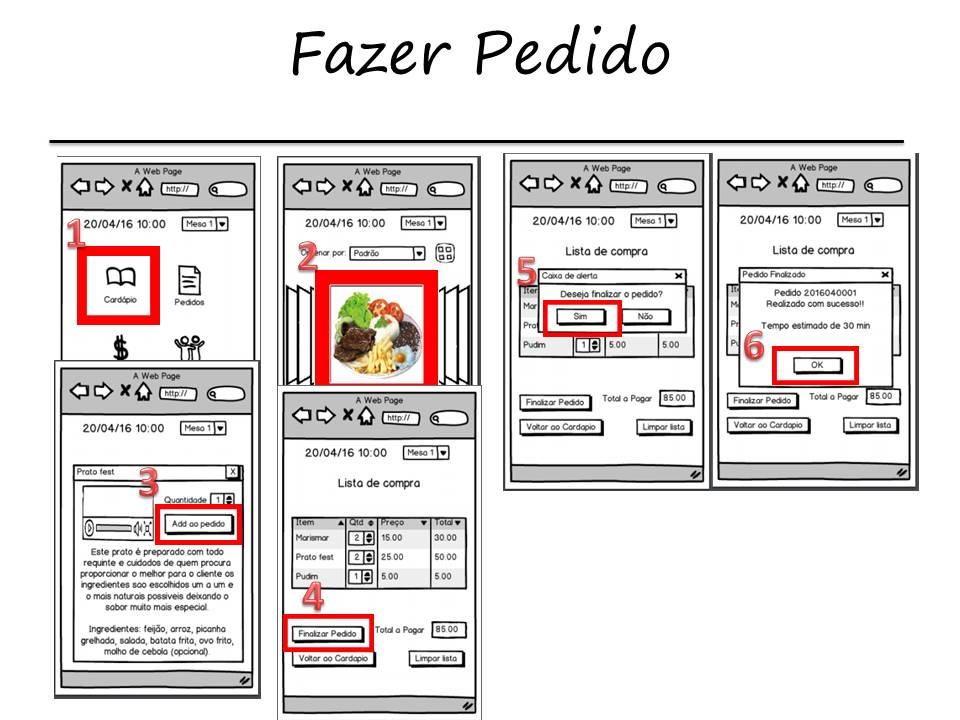 Fazer Pedido
A Web Page
http://
20/04/16 10:00
Mesa 1
1
Cardápio
Pedidos
$
A Web Page
http://
20/04/16 10:00
Mesa 1
2
Ordenar por: Padrão
A Web Page
http://
20/04/16 10:00
Mesa 1
Prato fest X
3
Quantidade 1
Add ao pedido
Este prato é preparado com todo
requinte e cuidados de quem procura
proporcionar o melhor para o cliente os
ingredientes sao escolhidos um a um e
o mais naturais possiveis deixando o
sabor muito mais especial.
Ingredientes: feijão, arroz, picanha
grelhada, salada, batata frita, ovo frito,
molho de cebola (opcional).
A Web Page
http://
20/04/16 10:00
Mesa 1
Lista de compra
Item Qtd Preço Total
Marismar 2 15.00 30.00
Prato fest 2 25.00 50.00
Pudim 1 5.00 5.00
4
Finalizar Pedido Total a Pagar 85.00
Voltar ao Cardapio Limpar lista
A Web Page
http://
20/04/16 10:00
Mesa 1
Lista de compra
5
Caixa de alerta
Deseja finalizar o pedido?
Sim Não
Iter
Mar
Prat
Pudim 1 5.00 5.00
Finalizar Pedido Total a Pagar 85.00
Voltar ao Cardapio Limpar lista
A Web Page
http://
20/04/16 10:00
Mesa 1
Lista de compra
Pedido Finalizado
Pedido 2016040001
Realizado com sucesso!!
Tempo estimado de 30 min
6
OK
Finalizar Pedido Total a Pagar 85.00
Voltar ao Cardapio Limpar lista